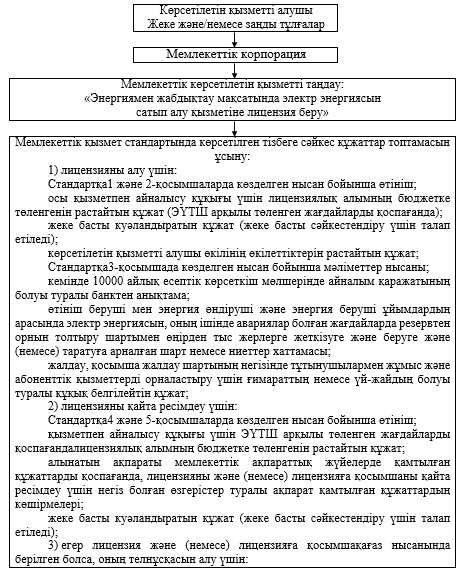 Көрсетілетін қызметті алушы
Жеке және/немесе заңды тұлғалар
Мемлекеттік корпорация
Мемлекеттік көрсетілетін қызметті таңдау:
«Энергиямен жабдықтау мақсатында электр энергиясын
сатып алу қызметіне лицензия беру»
Мемлекеттік қызмет стандартында көрсетілген тізбеге сәйкес құжаттар топтамасын
ұсыну:
1) лицензияны алу үшін:
Стандартқа1 және 2-қосымшаларда көзделген нысан бойынша өтініш;
осы қызметпен айналысу құқығы үшін лицензиялық алымның бюджетке
төленгенін растайтын құжат (ЭҮТШ арқылы төленген жағдайларды қоспағанда);
жеке басты куәландыратын құжат (жеке басты сәйкестендіру үшін талап
етіледі);
көрсетілетін қызметті алушы өкілінің өкілеттіктерін растайтын құжат;
Стандартқа3-қосымшада көзделген нысан бойынша мәліметтер нысаны;
кемінде 10000 айлық есептік көрсеткіш мөлшерінде айналым қаражатының
болуы туралы банктен анықтама;
өтініш беруші мен энергия өндіруші және энергия беруші ұйымдардың
арасында электр энергиясын, оның ішінде авариялар болған жағдайларда резервтен
орнын толтыру шартымен өңірден тыс жерлерге жеткізуге және беруге және
(немесе) таратуға арналған шарт немесе ниеттер хаттамасы;
жалдау, қосымша жалдау шартының негізінде тұтынушылармен жұмыс және
абоненттік қызметтерді орналастыру үшін ғимараттың немесе үй-жайдың болуы
туралы құқық белгілейтін құжат;
2) лицензияны қайта ресімдеу үшін:
Стандартқа4 және 5-қосымшаларда көзделген нысан бойынша өтініш;
қызметпен айналысу құқығы үшін ЭҮТШ арқылы төленген жағдайларды
қоспағандалицензиялық алымның бюджетке төленгенін растайтын құжат;
алынатын ақпараты мемлекеттік ақпараттық жүйелерде қамтылған
құжаттарды қоспағанда, лицензияны және (немесе) лицензияға қосымшаны қайта
ресімдеу үшін негіз болған өзгерістер туралы ақпарат қамтылған құжаттардың
көшірмелері;
жеке басты куәландыратын құжат (жеке басты сәйкестендіру үшін талап
етіледі);
3) егер лицензия және (немесе) лицензияға қосымшақағаз нысанында
берілген болса, оның телнұсқасын алу үшін: